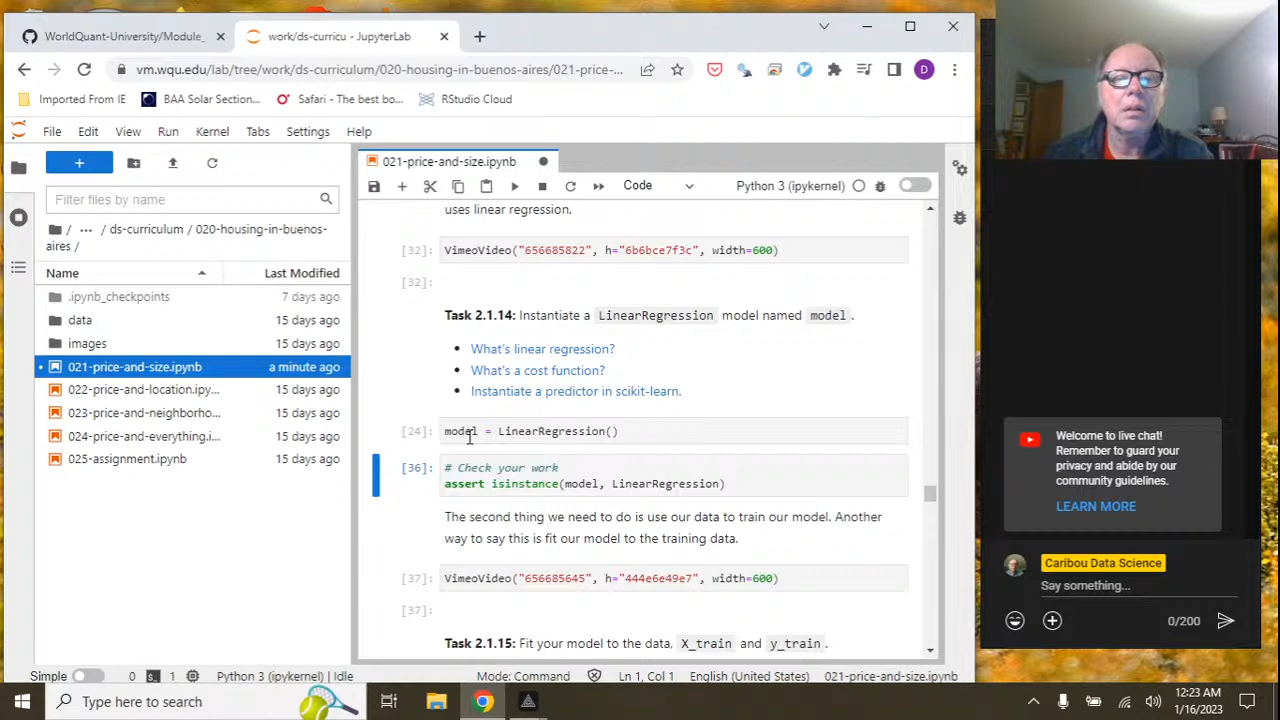 WorldQuant-University/Module_
work/ds-curricu - JupyterLab
vm.wqu.edu/lab/tree/work/ds-curriculum/020-housing-in-buenos-aires/021-price-...
D
Imported From IE
BAA Solar Section...
Safari - The best bo...
RStudio Cloud
File Edit View Run Kernel Tabs Settings Help
Filter files by name
/ ... / ds-curriculum / 020-housing-in-buenos-
aires /
Name Last Modified
.ipynb_checkpoints 7 days ago
data 15 days ago
images 15 days ago
021-price-and-size.ipynb a minute ago
022-price-and-location.ipy... 15 days ago
023-price-and-neighborho... 15 days ago
024-price-and-everything.i... 15 days ago
025-assignment.ipynb 15 days ago
021-price-and-size.ipynb
Code
Python 3 (ipykernel)
uses linear regression.
[32]: VimeoVideo("656685822", h="6b6bce7f3c", width=600)
[32]:
Task 2.1.14: Instantiate a LinearRegression model named model.
• What's linear regression?
• What's a cost function?
• Instantiate a predictor in scikit-learn.
[24]: model = LinearRegression()
[36]: # Check your work
assert isinstance(model, LinearRegression)
The second thing we need to do is use our data to train our model. Another
way to say this is fit our model to the training data.
[37]: VimeoVideo("656685645", h="444e6e49e7", width=600)
[37]:
Task 2.1.15: Fit your model to the data, X_train and y_train.
Simple 0 1 Python 3 (ipykernel) | Idle
Mode: Command Ln 1, Col 1 English (United States) 021-price-and-size.ipynb
Welcome to live chat!
Remember to guard your
privacy and abide by our
community guidelines.
LEARN MORE
Caribou Data Science
Say something...
0/200
Type here to search
12:23 AM
1/16/2023